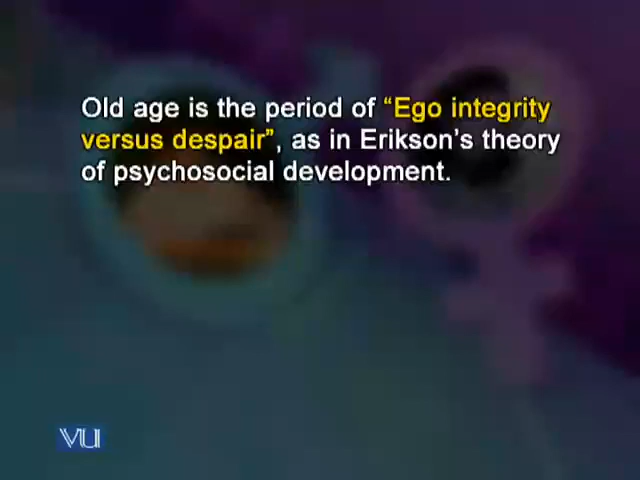 Old age is the period of “Ego integrity
versus despair”, as in Erikson’s theory
of psychosocial development.
VU